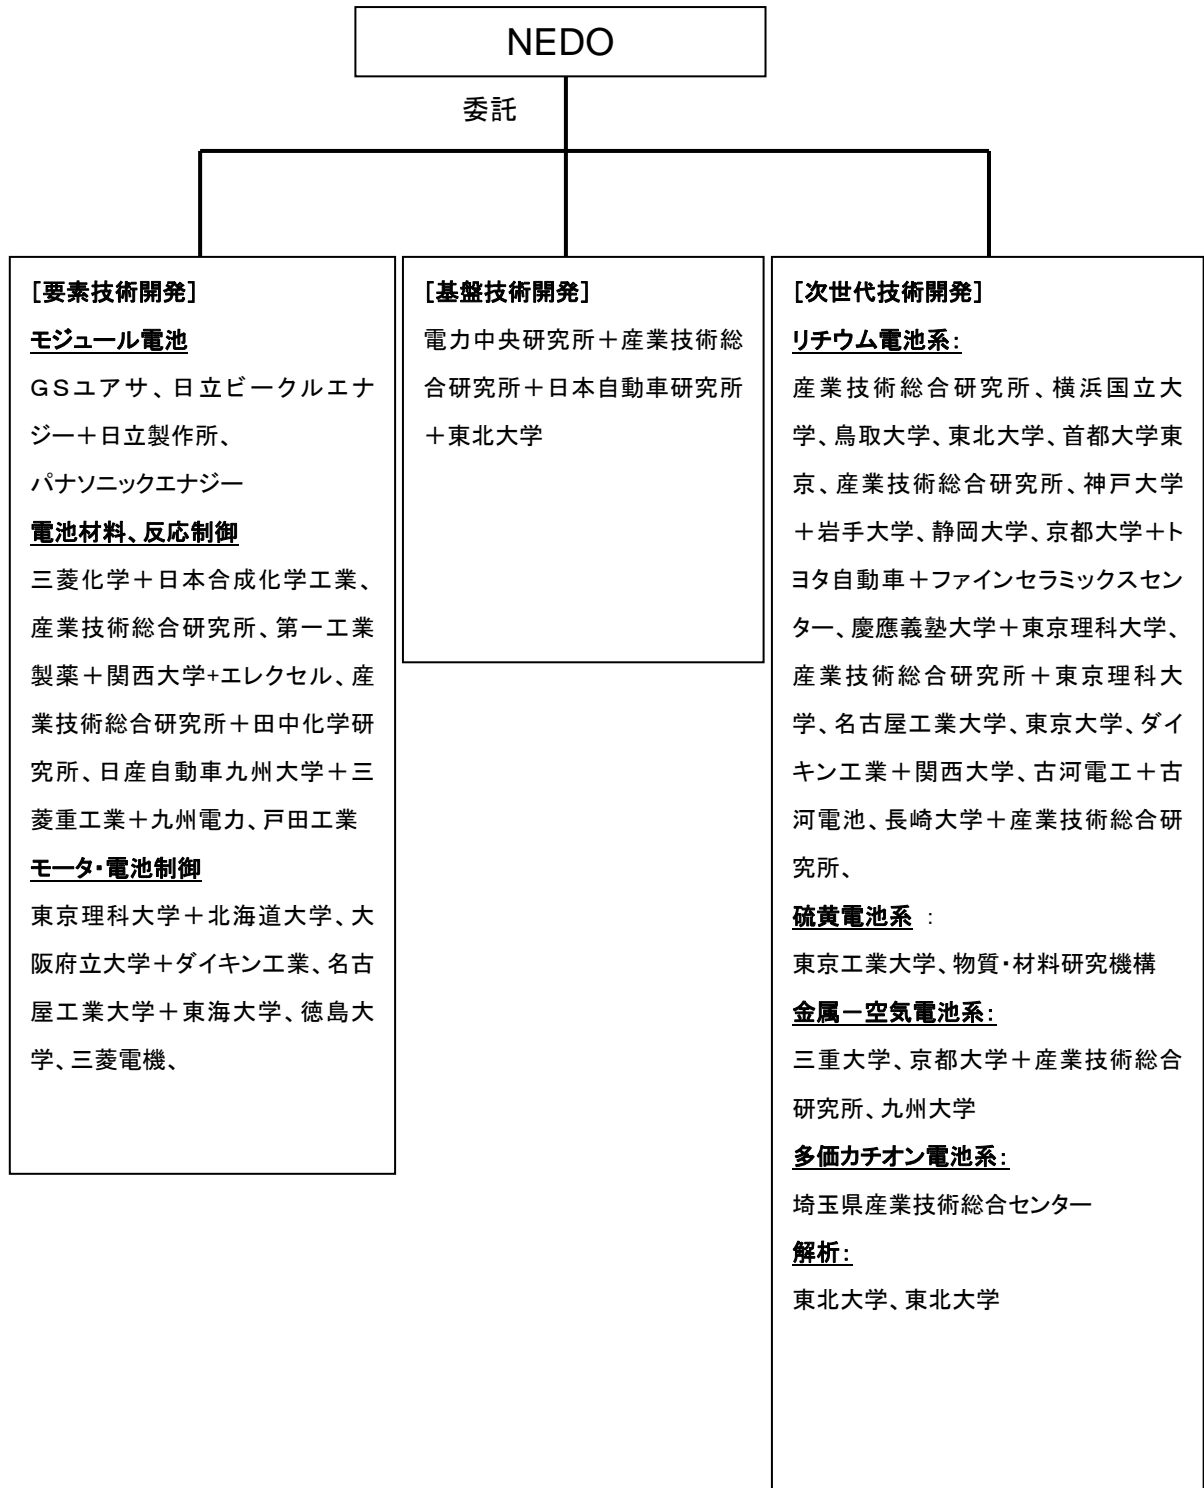 NEDO
委託
[要素技術開発]
モジュール電池
GSユアサ、日立ビークルエナ
ジー＋日立製作所、
パナソニックエナジー
電池材料、反応制御
三菱化学＋日本合成化学工業、
産業技術総合研究所、第一工業
製薬＋関西大学+エレクセル、産
業技術総合研究所＋田中化学研
究所、日産自動車九州大学＋三
菱重工業＋九州電力、戸田工業
モータ・電池制御
東京理科大学＋北海道大学、大
阪府立大学＋ダイキン工業、名古
屋工業大学＋東海大学、徳島大
学、三菱電機、
[基盤技術開発]
電力中央研究所＋産業技術総
合研究所＋日本自動車研究所
＋東北大学
[次世代技術開発]
リチウム電池系：
産業技術総合研究所、横浜国立大
学、鳥取大学、東北大学、首都大学東
京、産業技術総合研究所、神戸大学
＋岩手大学、静岡大学、京都大学＋ト
ヨタ自動車＋ファインセラミックスセン
ター、慶應義塾大学＋東京理科大学、
産業技術総合研究所＋東京理科大
学、名古屋工業大学、東京大学、ダイ
キン工業＋関西大学、古河電工＋古
河電池、長崎大学＋産業技術総合研
究所、
硫黄電池系 ：
東京工業大学、物質・材料研究機構
金属－空気電池系：
三重大学、京都大学＋産業技術総合
研究所、九州大学
多価カチオン電池系：
埼玉県産業技術総合センター
解析：
東北大学、東北大学